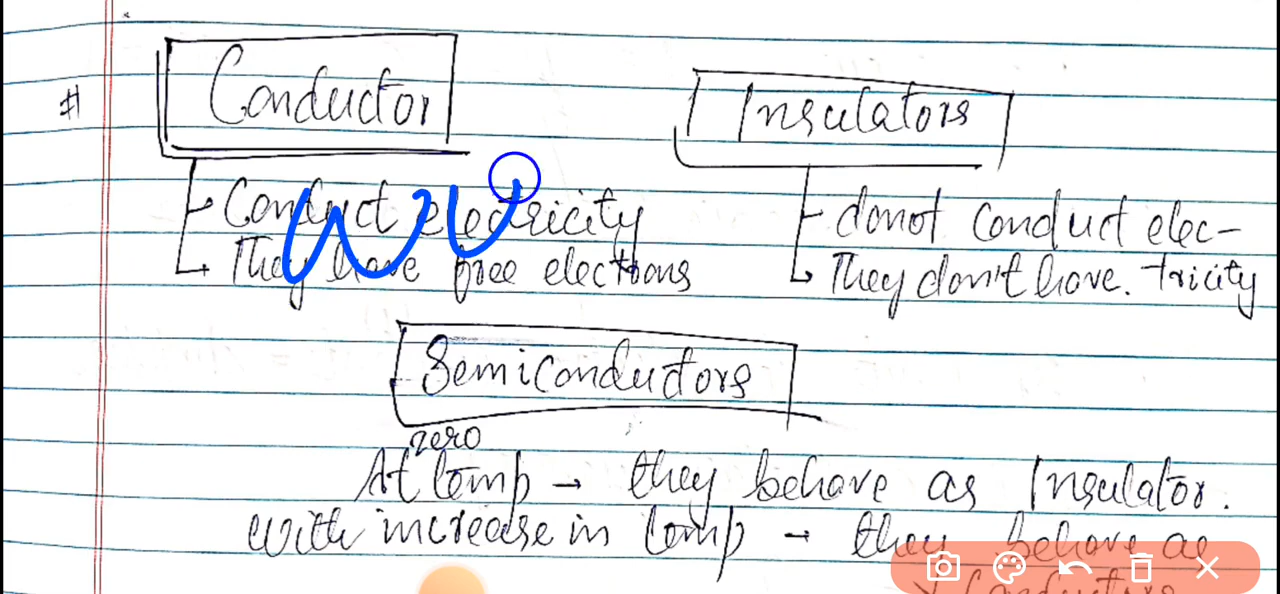 #
Conductor
Insulators
Conduct electricity
They have free electrons
donot conduct elec-
They don't have. tricity
Semiconductors
zero
At temp → they behave as Insulator.
with increase in temp → they behave as
Conductors